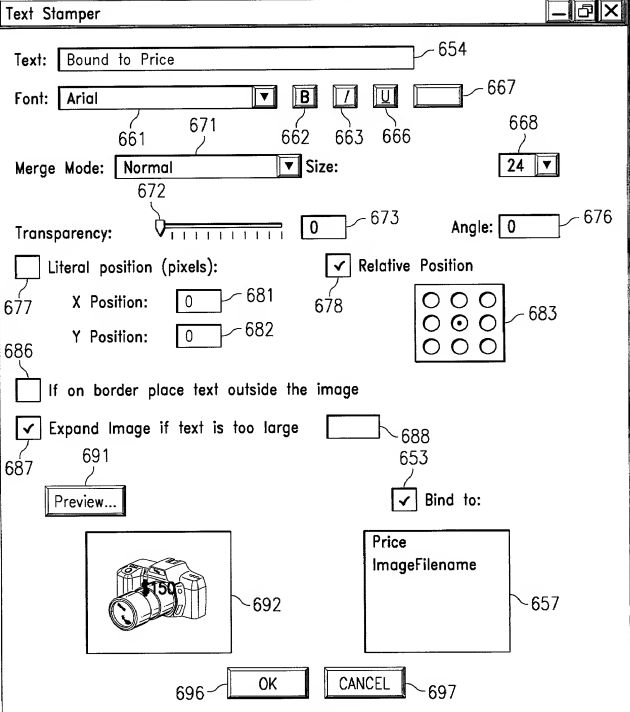 Text Stamper
Text: Bound to Price 654
Font: Arial B / U 667
661 671 662 663 666 668
Merge Mode: Normal Size: 24
672
Transparency: 0 673 Angle: 0 676
Literal position (pixels): Relative Position
677 X Position: 0 681 678
683
Y Position: 0 682
686
If on border place text outside the image
Expand Image if text is too large
687 688
691 653
Preview... Bind to:
Price
ImageFilename
150
692 657
696 OK CANCEL 697